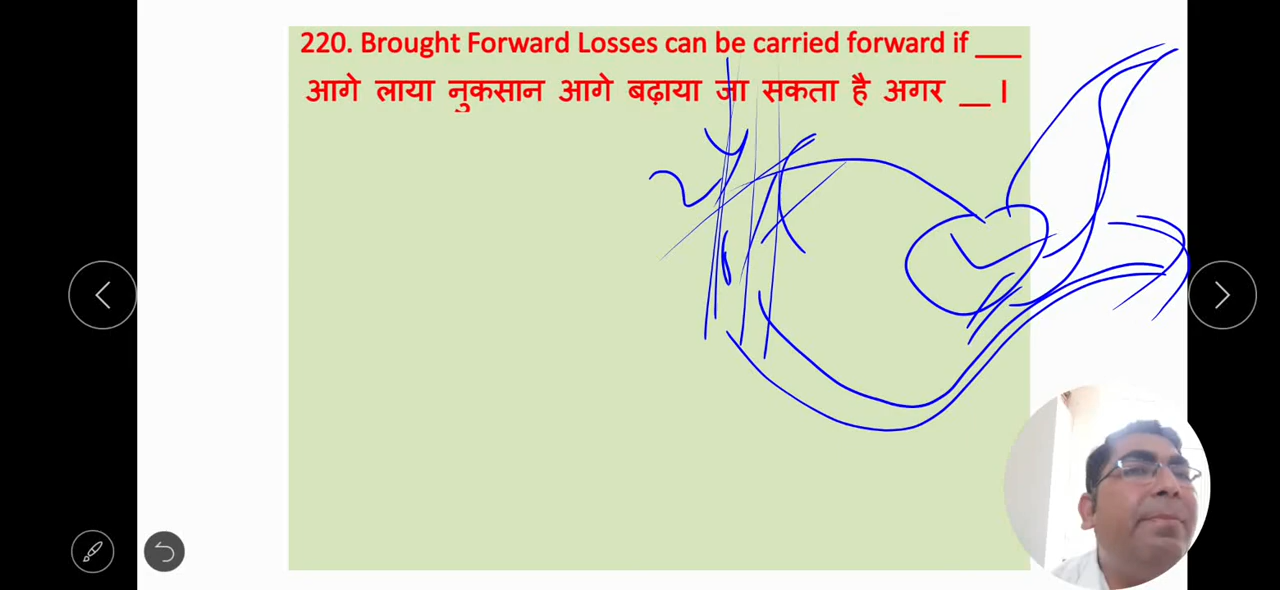 220. Brought Forward Losses can be carried forward if ___
आगे लाया नुकसान आगे बढ़ाया जा सकता है अगर __ ।